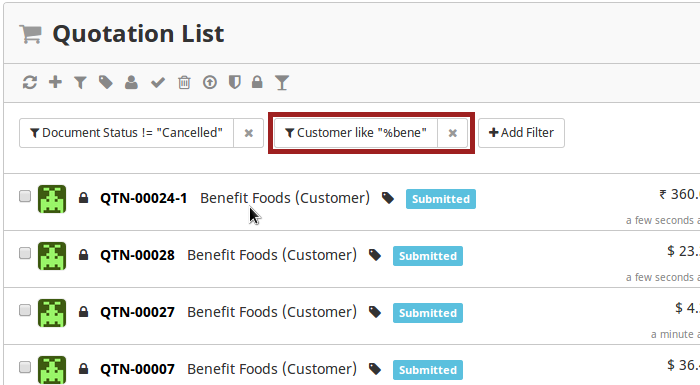 Quotation List
Document Status != "Cancelled" × Customer like "%bene" × Add Filter
QTN-00024-1 Benefit Foods (Customer) Submitted ₹ 360.
a few seconds a
QTN-00028 Benefit Foods (Customer) Submitted $ 23.
a few seconds a
QTN-00027 Benefit Foods (Customer) Submitted $ 4.
a minute a
QTN-00007 Benefit Foods (Customer) Submitted $ 36.